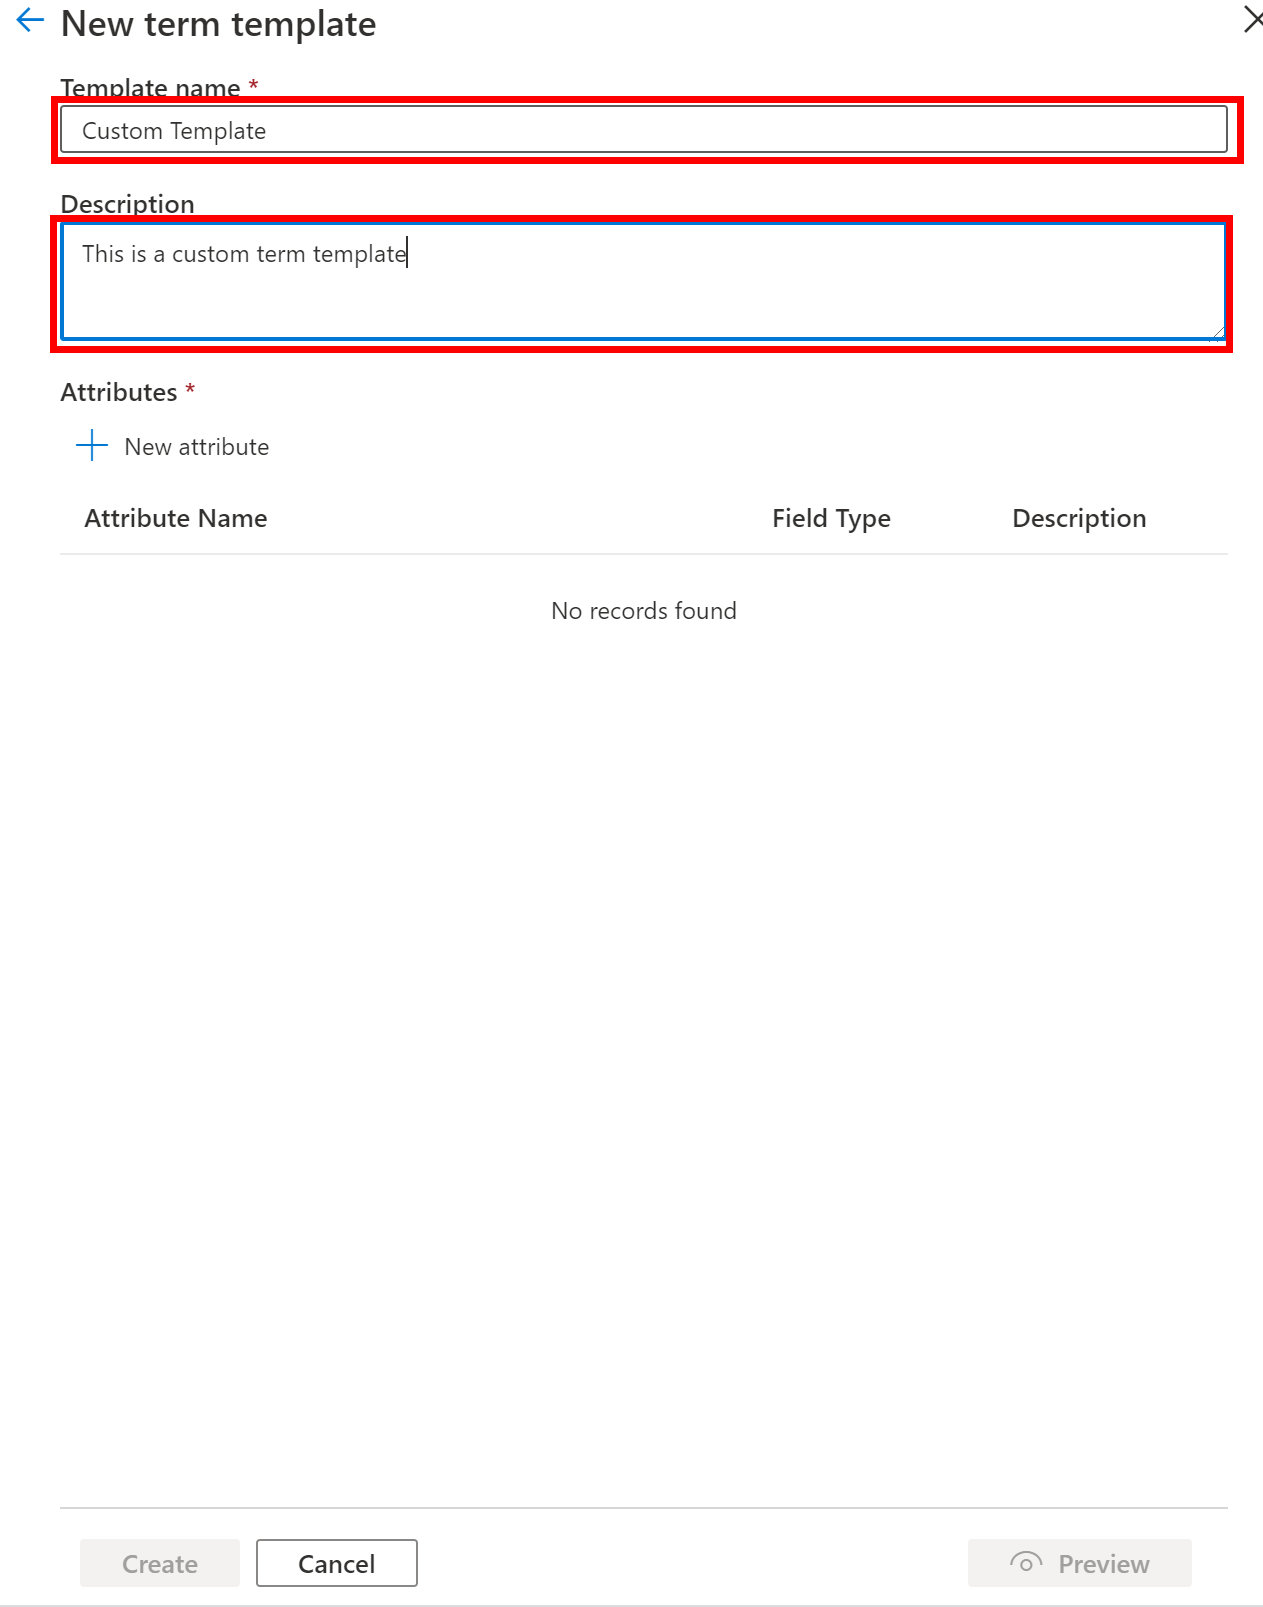 New term template
Template name *
Custom Template
Description
This is a custom term template
Attributes *
New attribute
Attribute Name Field Type Description
No records found
Create Cancel Preview